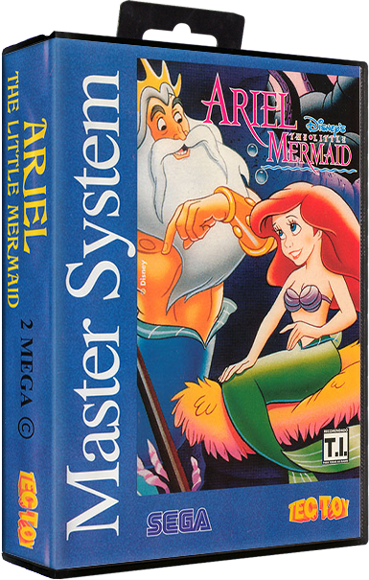 ARIEL
THE LITTLE MERMAID
2 MEGA ©
TEC TOY
Master System
ARIEL
Disney's
THE LITTLE
MERMAID
© Disney
RECOMENDADO
T.I.
SEGA
TEC TOY